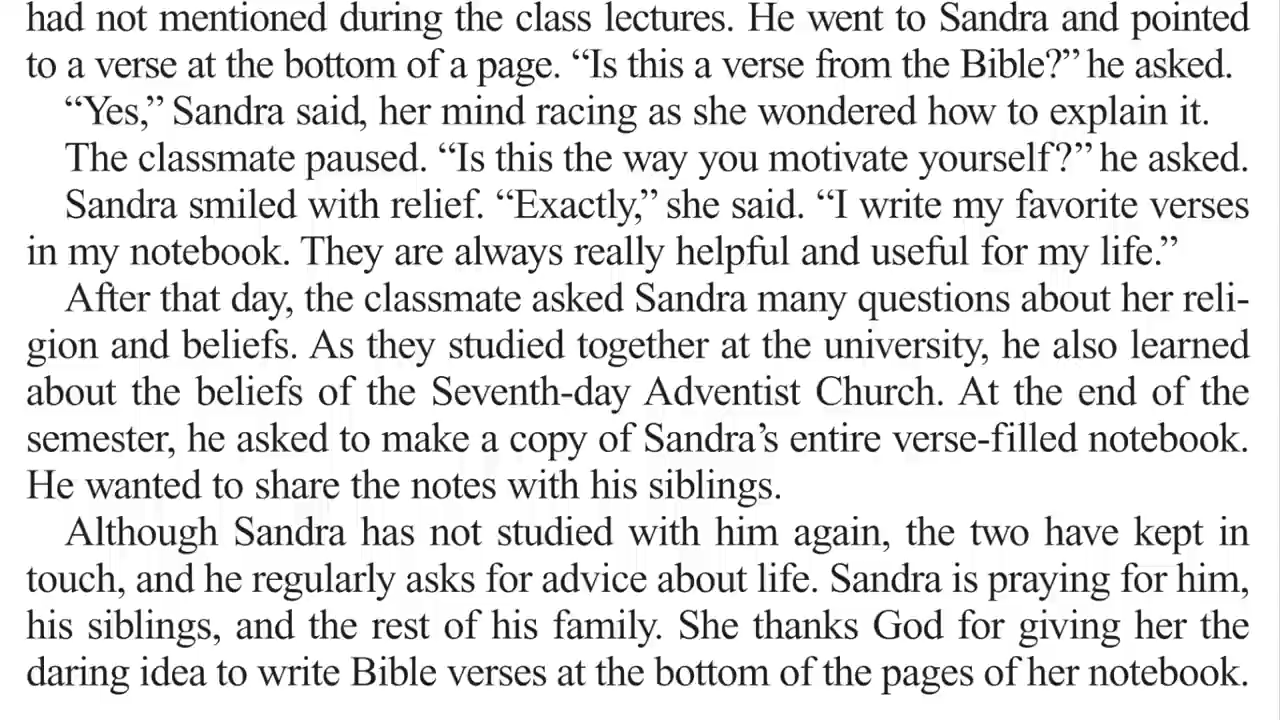 had not mentioned during the class lectures. He went to Sandra and pointed
to a verse at the bottom of a page. “Is this a verse from the Bible?” he asked.
“Yes,” Sandra said, her mind racing as she wondered how to explain it.
The classmate paused. “Is this the way you motivate yourself?” he asked.
Sandra smiled with relief. “Exactly,” she said. “I write my favorite verses
in my notebook. They are always really helpful and useful for my life.”
After that day, the classmate asked Sandra many questions about her reli-
gion and beliefs. As they studied together at the university, he also learned
about the beliefs of the Seventh-day Adventist Church. At the end of the
semester, he asked to make a copy of Sandra’s entire verse-filled notebook.
He wanted to share the notes with his siblings.
Although Sandra has not studied with him again, the two have kept in
touch, and he regularly asks for advice about life. Sandra is praying for him,
his siblings, and the rest of his family. She thanks God for giving her the
daring idea to write Bible verses at the bottom of the pages of her notebook.